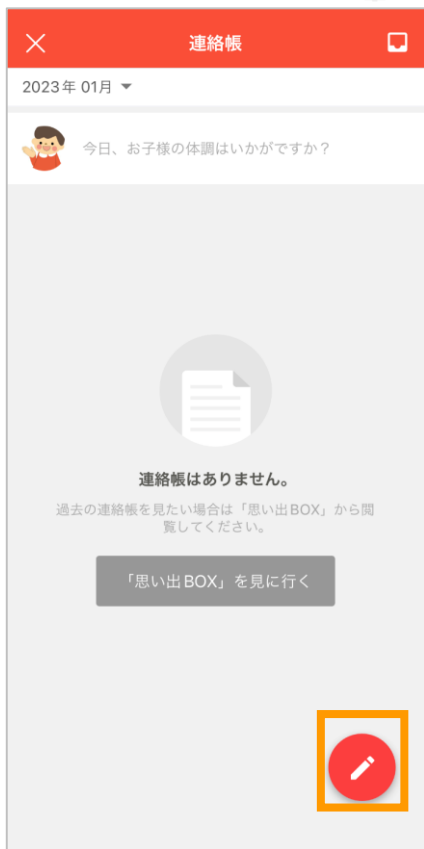 連絡帳
2023年 01月
今日、お子様の体調はいかがですか？
連絡帳はありません。
過去の連絡帳を見たい場合は「思い出BOX」から閲
覧してください。
「思い出BOX」を見に行く